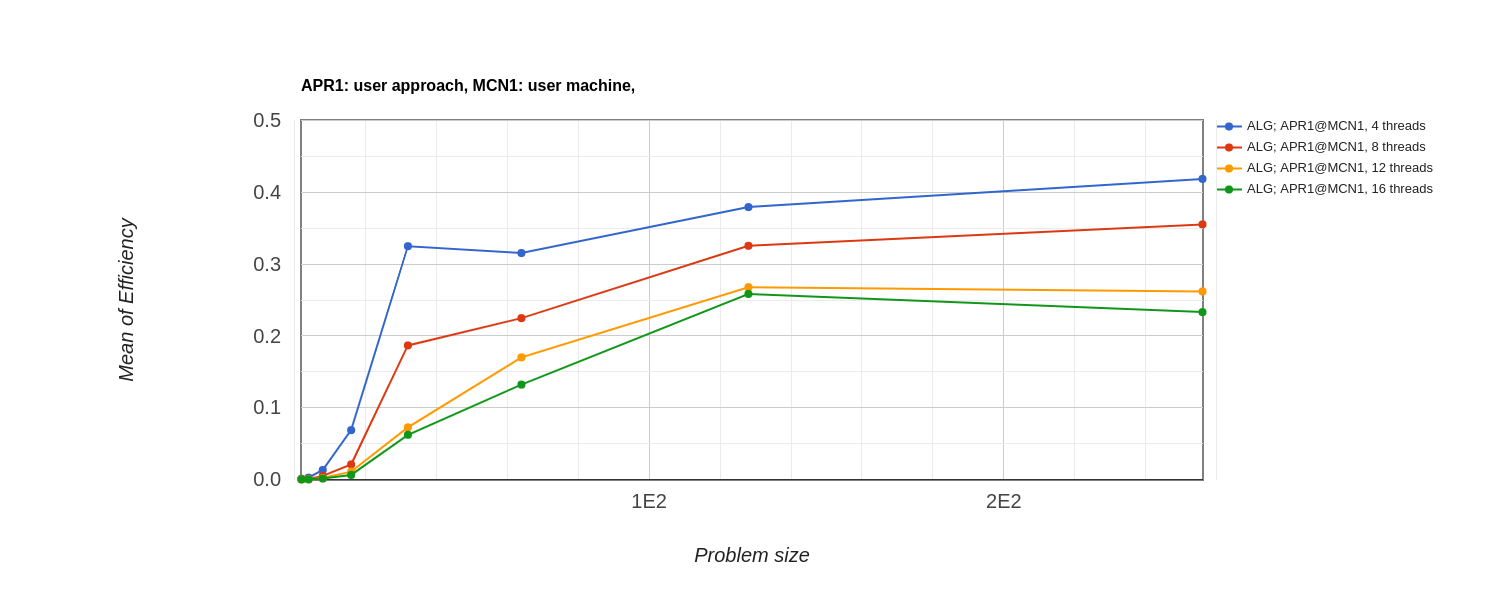 APR1: user approach, MCN1: user machine,
0.5
0.4
0.3
0.2
0.1
0.0
Mean of Efficiency
1E2
2E2
Problem size
ALG; APR1@MCN1, 4 threads
ALG; APR1@MCN1, 8 threads
ALG; APR1@MCN1, 12 threads
ALG; APR1@MCN1, 16 threads